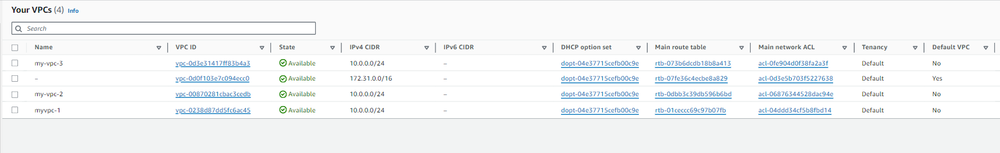 Your VPCs (4) Info
Search
Name VPC ID State IPv4 CIDR IPv6 CIDR DHCP option set Main route table Main network ACL Tenancy Default VPC
my-vpc-3 vpc-0d3e31417ff83b4a3 Available 10.0.0.0/24 – dopt-04e37715cefb00c9e rtb-073b6dcdb18b8a413 acl-0fe904d0f38fa2a3f Default No
– vpc-0d0f103e7c094ecc0 Available 172.31.0.0/16 – dopt-04e37715cefb00c9e rtb-07fe36c4ecbe8a829 acl-0d3e5b703f5227638 Default Yes
my-vpc-2 vpc-00870281cbac3cedb Available 10.0.0.0/24 – dopt-04e37715cefb00c9e rtb-0dbb3c39db596b6bd acl-06876344528dac94e Default No
myvpc-1 vpc-0238d87dd5fc6ac45 Available 10.0.0.0/24 – dopt-04e37715cefb00c9e rtb-01ceccc69c97b07fb acl-04ddd34cf5b8fbd14 Default No